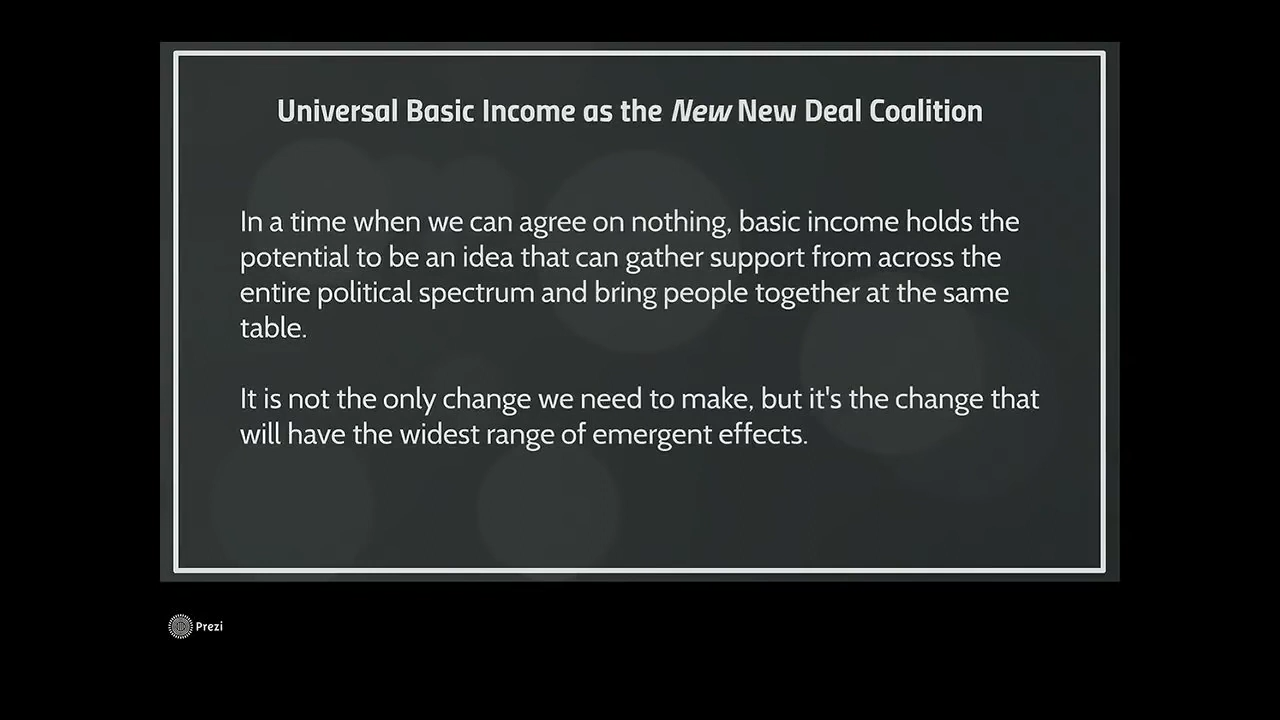 Universal Basic Income as the New New Deal Coalition
In a time when we can agree on nothing, basic income holds the
potential to be an idea that can gather support from across the
entire political spectrum and bring people together at the same
table.
It is not the only change we need to make, but it's the change that
will have the widest range of emergent effects.
Prezi